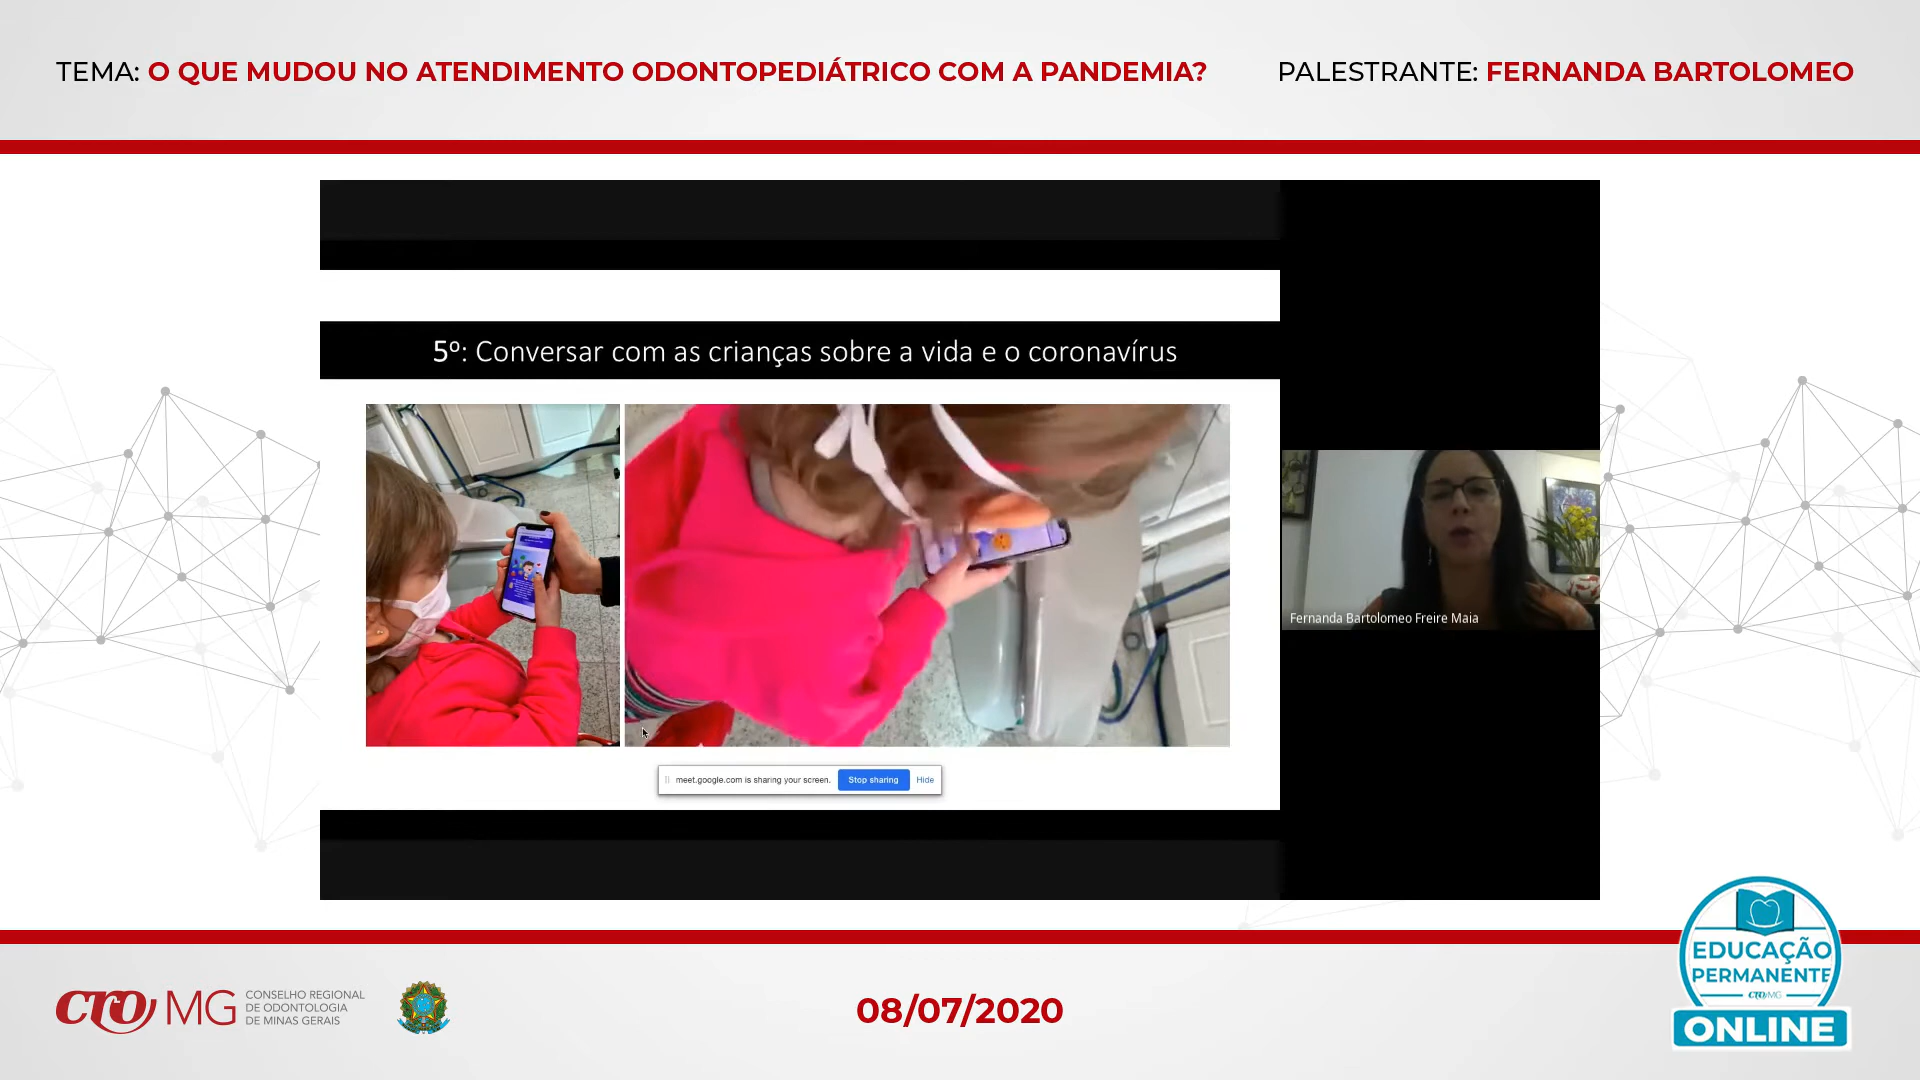 TEMA: O QUE MUDOU NO ATENDIMENTO ODONTOPEDIÁTRICO COM A PANDEMIA?
PALESTRANTE: FERNANDA BARTOLOMEO
5º: Conversar com as crianças sobre a vida e o coronavírus
Fernanda Bartolomeo Freire Maia
meet.google.com is sharing your screen.
Stop sharing
Hide
cro MG
CONSELHO REGIONAL
DE ODONTOLOGIA
DE MINAS GERAIS
08/07/2020
EDUCAÇÃO
PERMANENTE
cro MG
ONLINE